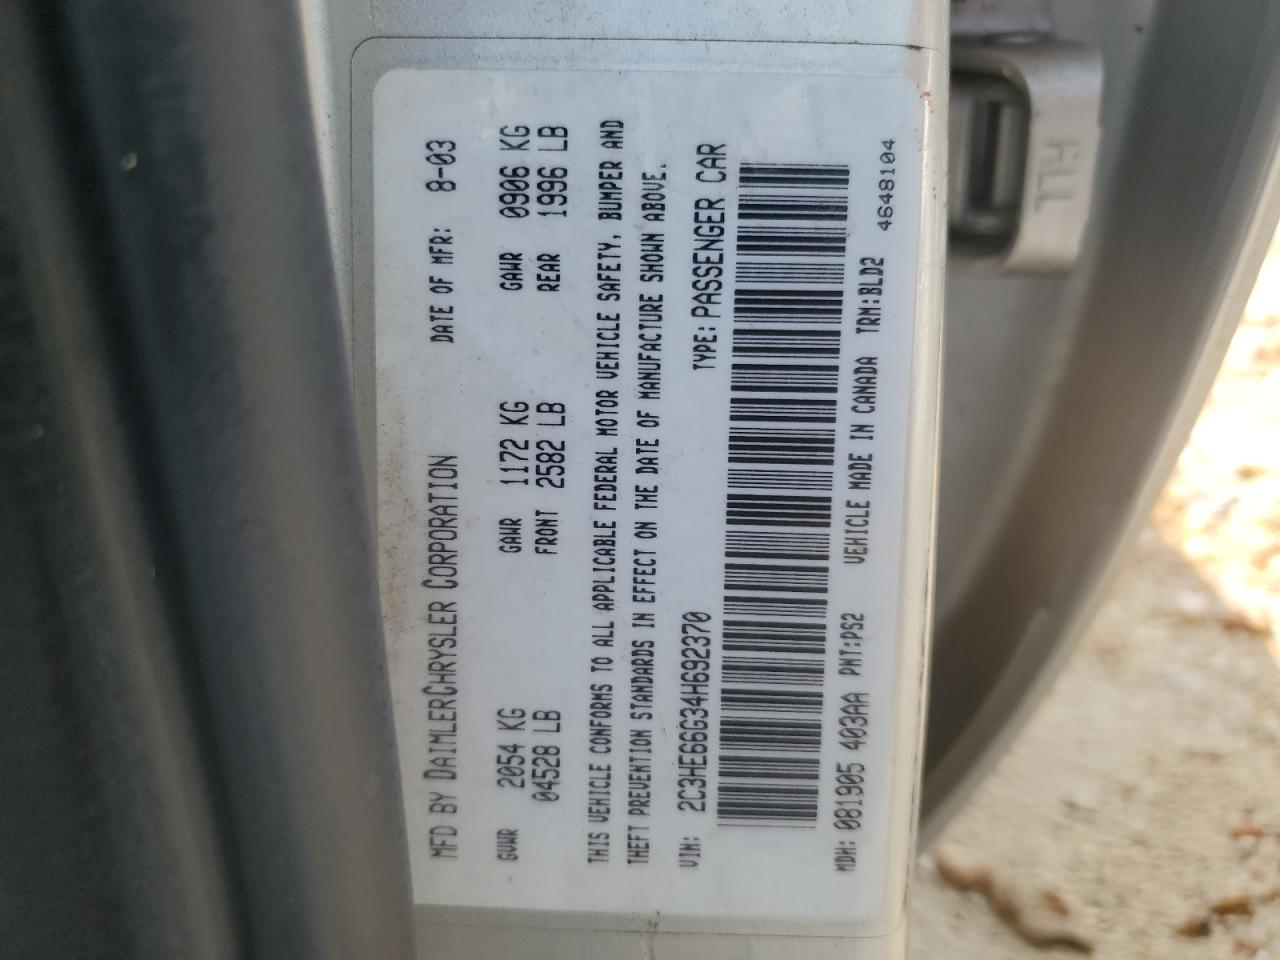 MFD BY DAIMLERCHRYSLER CORPORATION DATE OF MFR: 8-03
GVWR 2054 KG GAWR 1172 KG GAWR 0906 KG
04528 LB FRONT 2582 LB REAR 1996 LB
THIS VEHICLE CONFORMS TO ALL APPLICABLE FEDERAL MOTOR VEHICLE SAFETY, BUMPER AND
THEFT PREVENTION STANDARDS IN EFFECT ON THE DATE OF MANUFACTURE SHOWN ABOVE.
VIN: 2C3HE66G34H692370 TYPE: PASSENGER CAR
MDH: 081905 403AA PNT:PS2 VEHICLE MADE IN CANADA TRM:BLD2 4648104